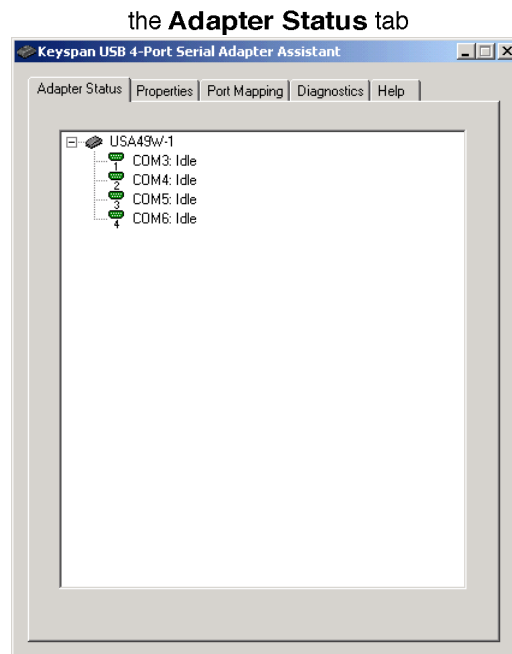 the Adapter Status tab
Keyspan USB 4-Port Serial Adapter Assistant
Adapter Status Properties Port Mapping Diagnostics Help
USA49W-1
1 COM3: Idle
2 COM4: Idle
3 COM5: Idle
4 COM6: Idle